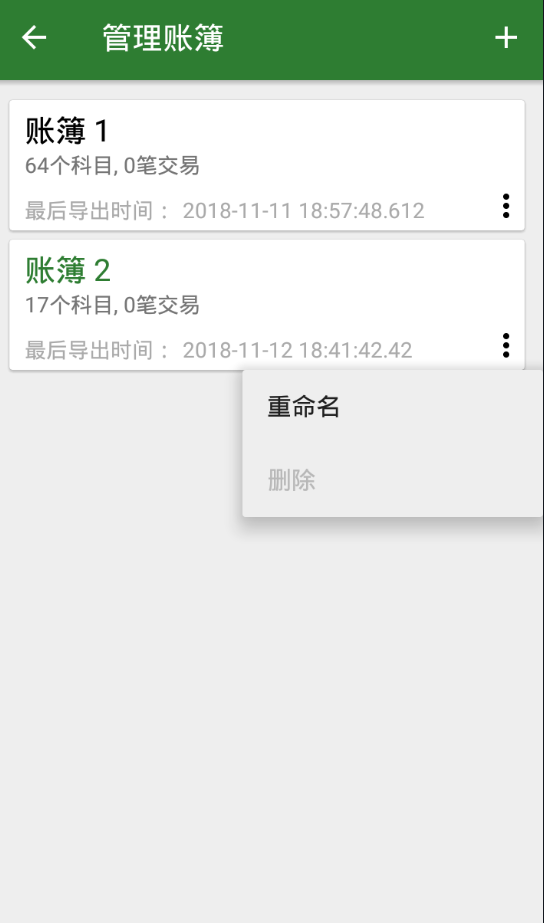 管理账簿
账簿 1
64个科目, 0笔交易
最后导出时间： 2018-11-11 18:57:48.612
账簿 2
17个科目, 0笔交易
最后导出时间： 2018-11-12 18:41:42.42
重命名
删除